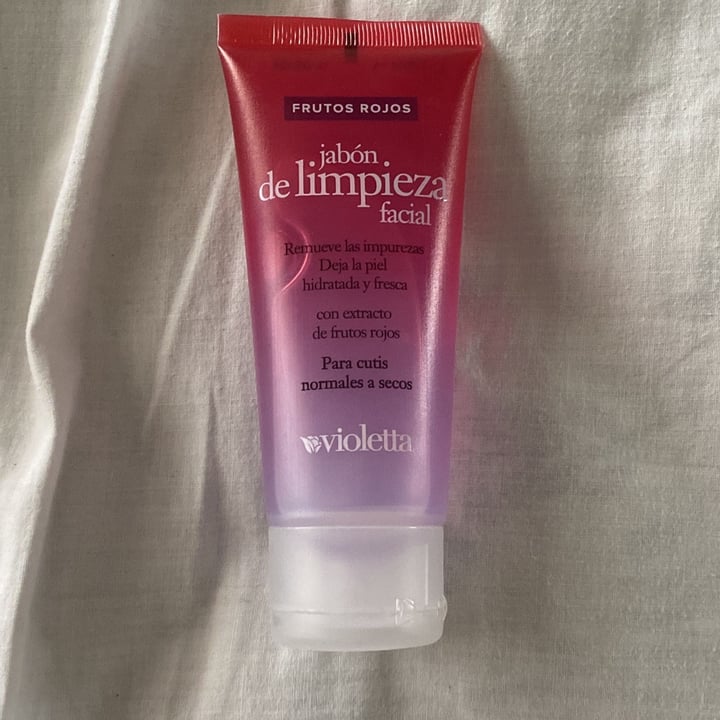 FRUTOS ROJOS
jabón
de limpieza
facial
Remueve las impurezas
Deja la piel
hidratada y fresca
con extracto
de frutos rojos
Para cutis
normales a secos
violetta